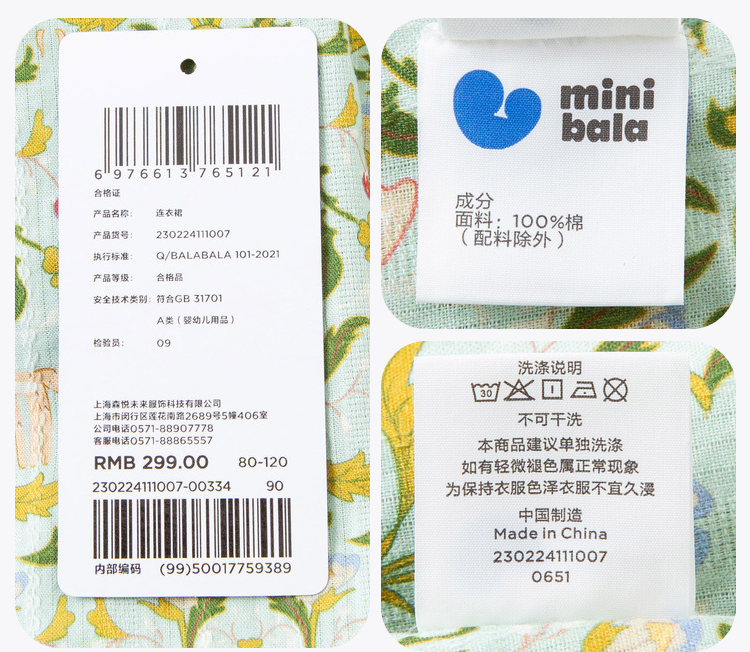 6 976613 765121
合格证
产品名称: 连衣裙
产品货号: 230224111007
执行标准: Q/BALABALA 101-2021
产品等级: 合格品
安全技术类别: 符合GB 31701
A类（婴幼儿用品）
检验员: 09
上海森悦未来服饰科技有限公司
上海市闵行区莲花南路2689号5幢406室
公司电话0571-88907778
客服电话0571-88865557
RMB 299.00 80-120
230224111007-00334 90
内部编码 (99)50017759389
mini
bala
成分
面料: 100%棉
（配料除外）
洗涤说明
30
不可干洗
本商品建议单独洗涤
如有轻微褪色属正常现象
为保持衣服色泽衣服不宜久浸
中国制造
Made in China
230224111007
0651